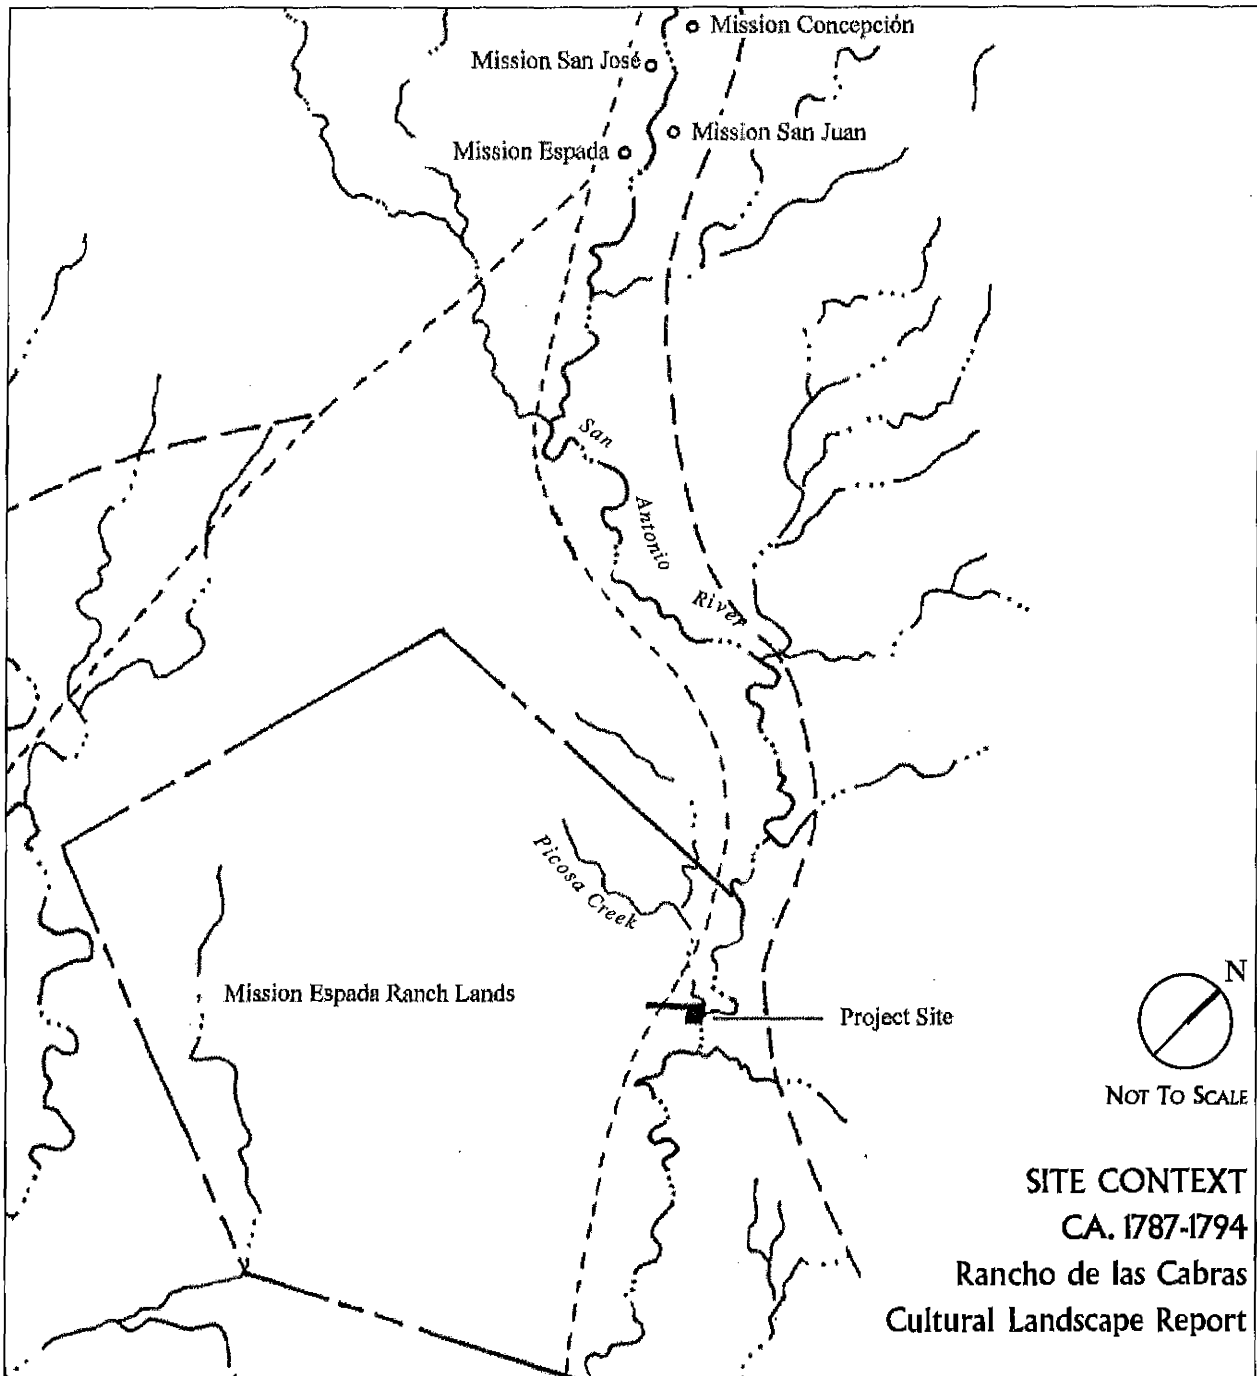 Mission Concepción
Mission San José
Mission San Juan
Mission Espada
San
Antonio
River
Picosa Creek
Mission Espada Ranch Lands
Project Site
N
NOT TO SCALE
SITE CONTEXT
CA. 1787-1794
Rancho de las Cabras
Cultural Landscape Report